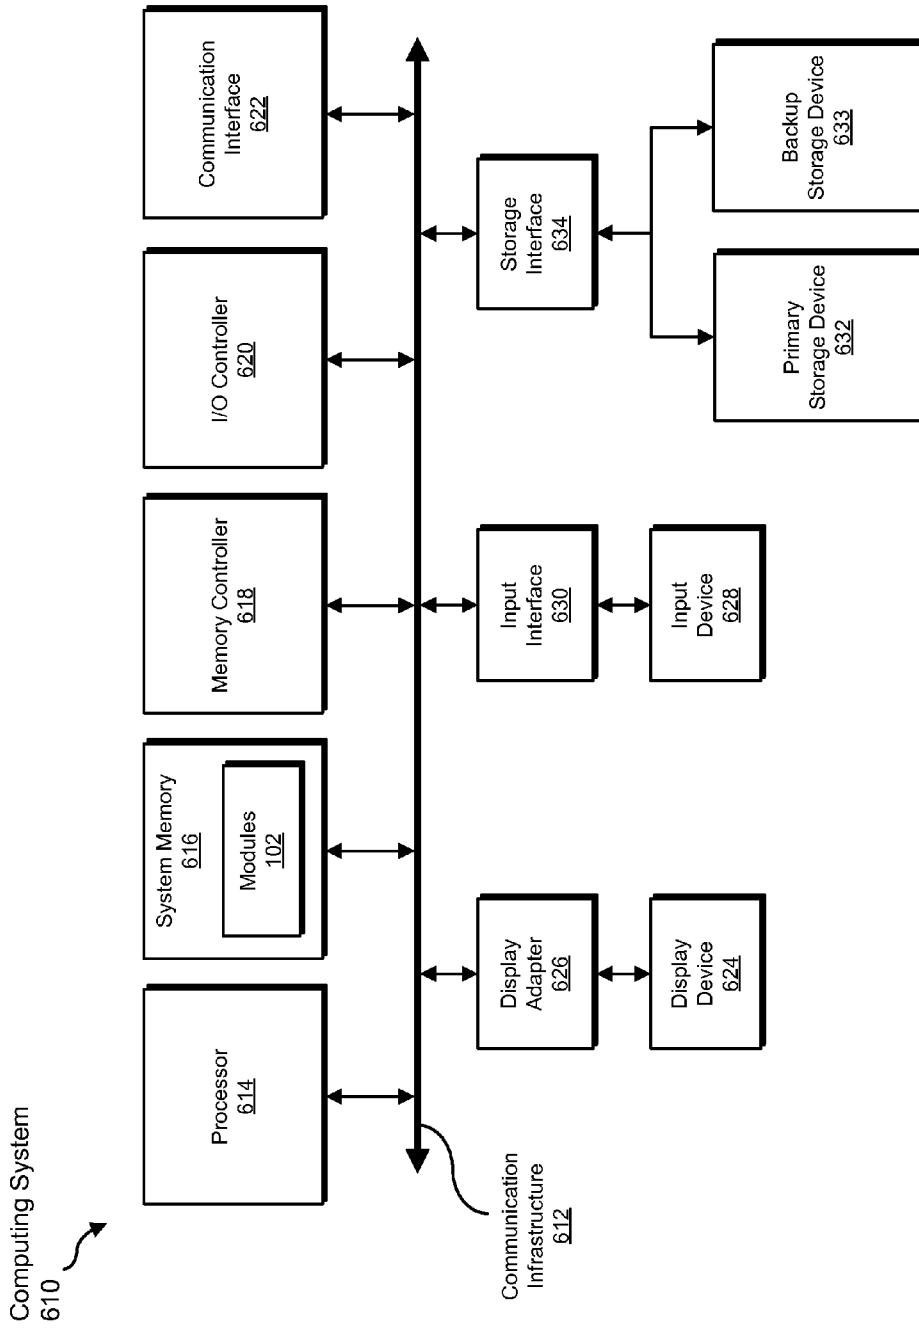 Computing System
610
Processor
614
System Memory
616
Modules
102
Memory Controller
618
I/O Controller
620
Communication
Interface
622
Communication
Infrastructure
612
Display
Adapter
626
Input
Interface
630
Storage
Interface
634
Display
Device
624
Input
Device
628
Primary
Storage Device
632
Backup
Storage Device
633